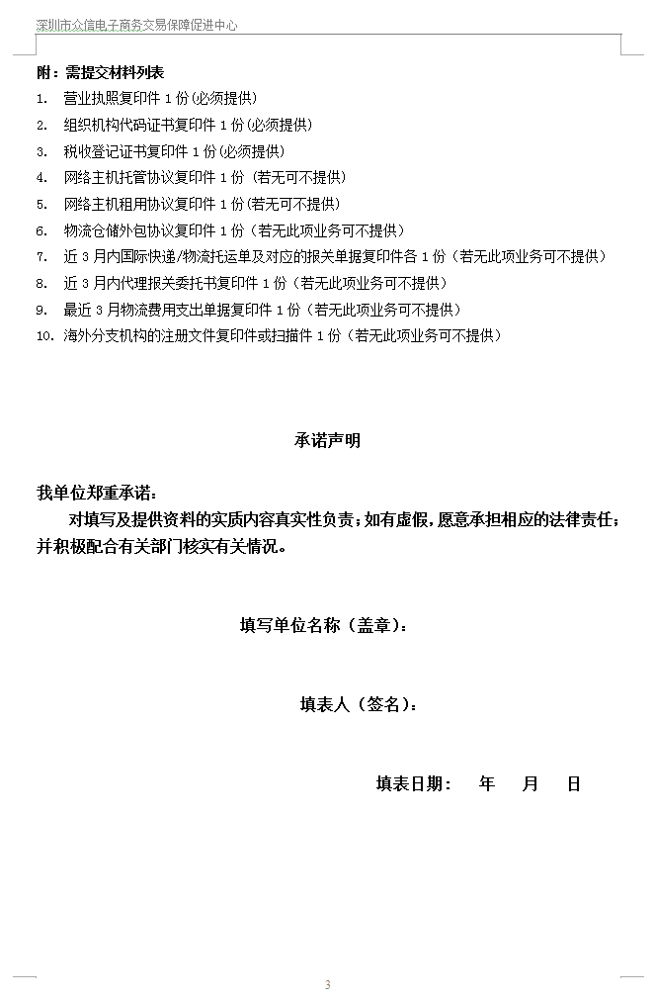 深圳市众信电子商务交易保障促进中心
附：需提交材料列表
1. 营业执照复印件1份(必须提供)
2. 组织机构代码证书复印件1份(必须提供)
3. 税收登记证书复印件1份(必须提供)
4. 网络主机托管协议复印件1份 (若无可不提供)
5. 网络主机租用协议复印件1份(若无可不提供)
6. 物流仓储外包协议复印件1份（若无此项业务可不提供）
7. 近3月内国际快递/物流托运单及对应的报关单据复印件各1份（若无此项业务可不提供）
8. 近3月内代理报关委托书复印件1份（若无此项业务可不提供）
9. 最近3月物流费用支出单据复印件1份（若无此项业务可不提供）
10. 海外分支机构的注册文件复印件或扫描件1份（若无此项业务可不提供）
承诺声明
我单位郑重承诺：
对填写及提供资料的实质内容真实性负责；如有虚假，愿意承担相应的法律责任；
并积极配合有关部门核实有关情况。
填写单位名称（盖章）：
填表人（签名）：
填表日期： 年 月 日
3